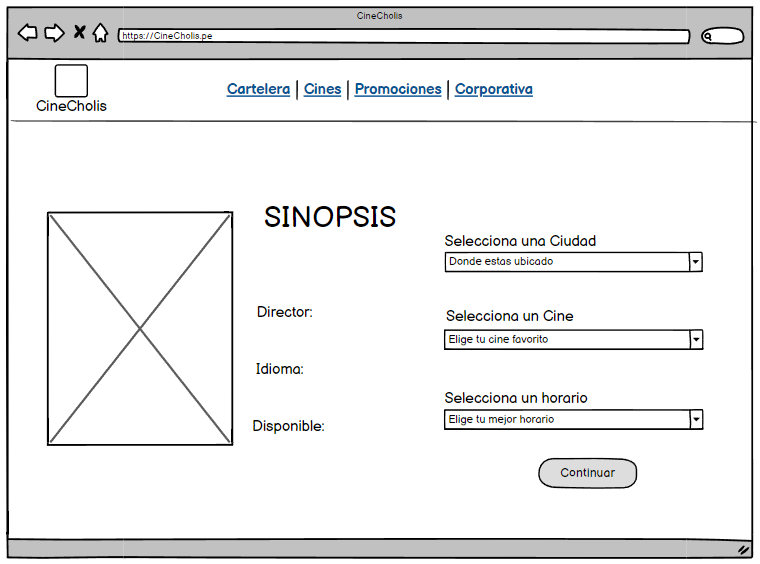 CineCholis
https://CineCholis.pe
CineCholis
Cartelera | Cines | Promociones | Corporativa
SINOPSIS
Director:
Idioma:
Disponible:
Selecciona una Ciudad
Donde estas ubicado
Selecciona un Cine
Elige tu cine favorito
Selecciona un horario
Elige tu mejor horario
Continuar